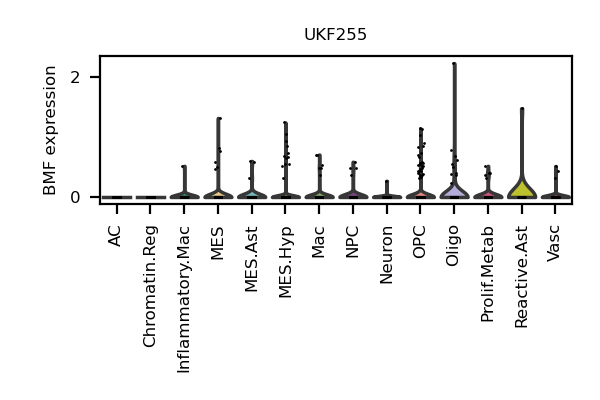 UKF255
BMF expression
2
0
AC
Chromatin.Reg
Inflammatory.Mac
MES
MES.Ast
MES.Hyp
Mac
NPC
Neuron
OPC
Oligo
Prolif.Metab
Reactive.Ast
Vasc